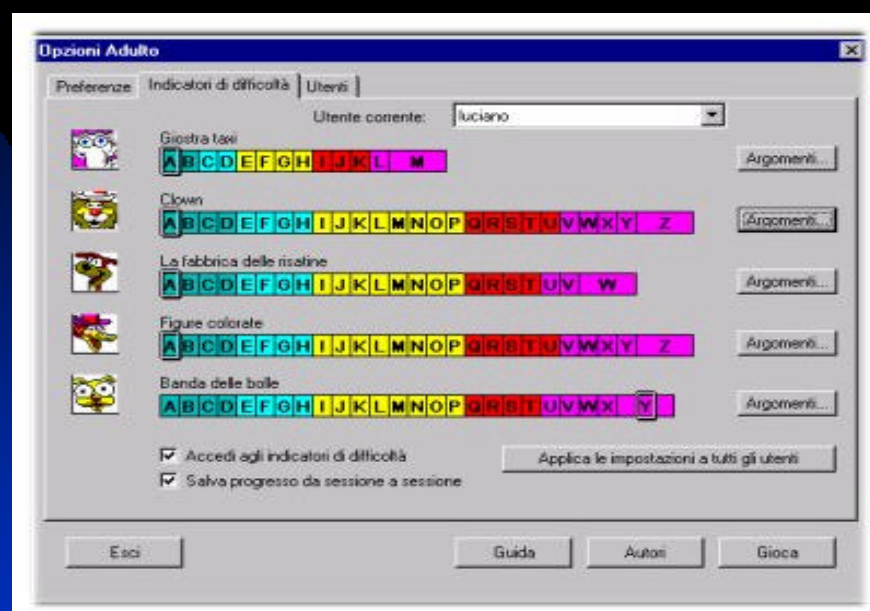 Opzioni Adulto
Preferenze Indicatori di difficoltà Utenti
Utente corrente: luciano
Giostra taxi
A B C D E F G H I J K L M
Argomenti...
Clown
A B C D E F G H I J K L M N O P Q R S T U V W X Y Z
Argomenti...
La fabbrica delle risatine
A B C D E F G H I J K L M N O P Q R S T U V W
Argomenti...
Figure colorate
A B C D E F G H I J K L M N O P Q R S T U V W X Y Z
Argomenti...
Banda delle bolle
A B C D E F G H I J K L M N O P Q R S T U V W X Y
Argomenti...
Accedi agli indicatori di difficoltà
Applica le impostazioni a tutti gli utenti
Salva progresso da sessione a sessione
Esci Guida Autori Gioca